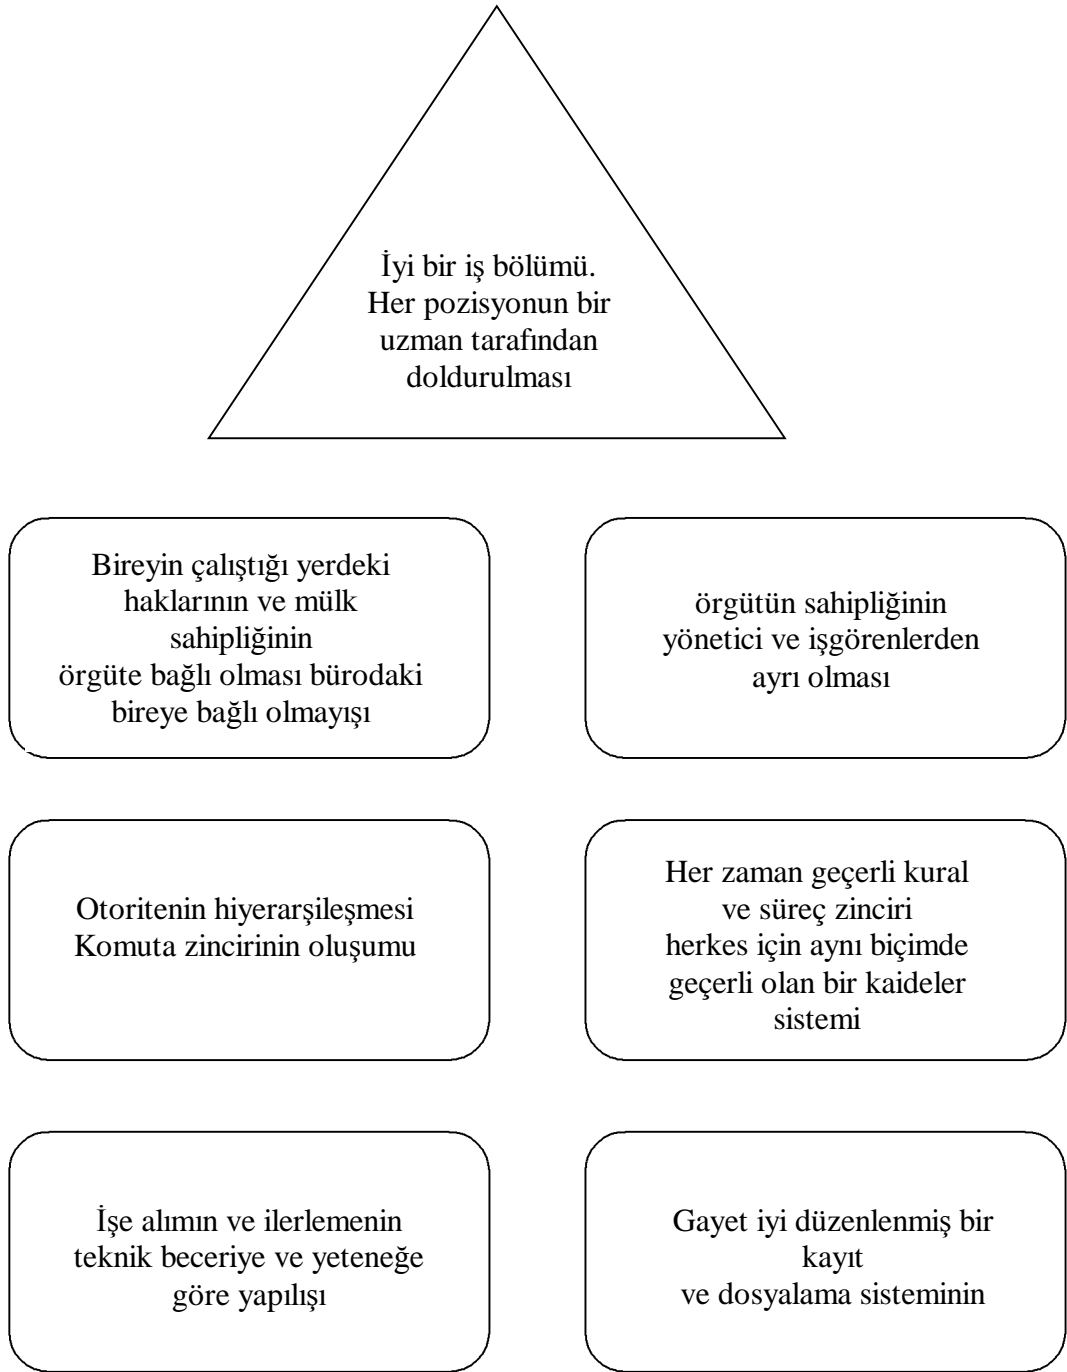 İyi bir iş bölümü.
Her pozisyonun bir
uzman tarafından
doldurulması
Bireyin çalıştığı yerdeki
haklarının ve mülk
sahipliğinin
örgüte bağlı olması bürodaki
bireye bağlı olmayışı
örgütün sahipliğinin
yönetici ve işgörenlerden
ayrı olması
Otoritenin hiyerarşileşmesi
Komuta zincirinin oluşumu
Her zaman geçerli kural
ve süreç zinciri
herkes için aynı biçimde
geçerli olan bir kaideler
sistemi
İşe alımın ve ilerlemenin
teknik beceriye ve yeteneğe
göre yapılışı
Gayet iyi düzenlenmiş bir
kayıt
ve dosyalama sisteminin